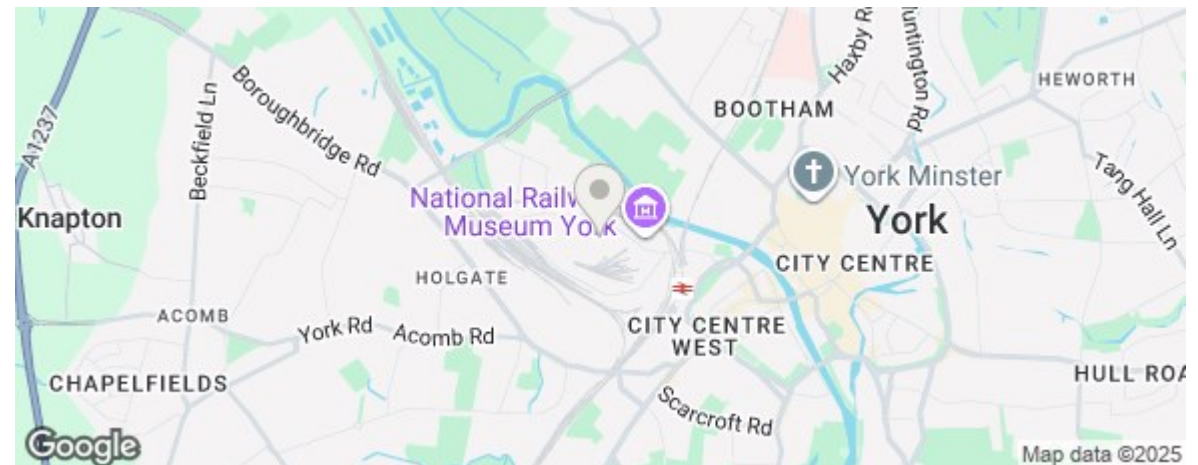 A1237
Beckfield Ln
Boroughbridge Rd
Haxby R
Huntington Rd
HEWORTH
BOOTHAM
Tang Hall Ln
Knapton
National Railw
Museum York
York Minster
York
CITY CENTRE
HOLGATE
ACOMB
York Rd
Acomb Rd
CITY CENTRE
WEST
CHAPELFIELDS
Scarcroft Rd
HULL ROA
Google
Map data ©2025